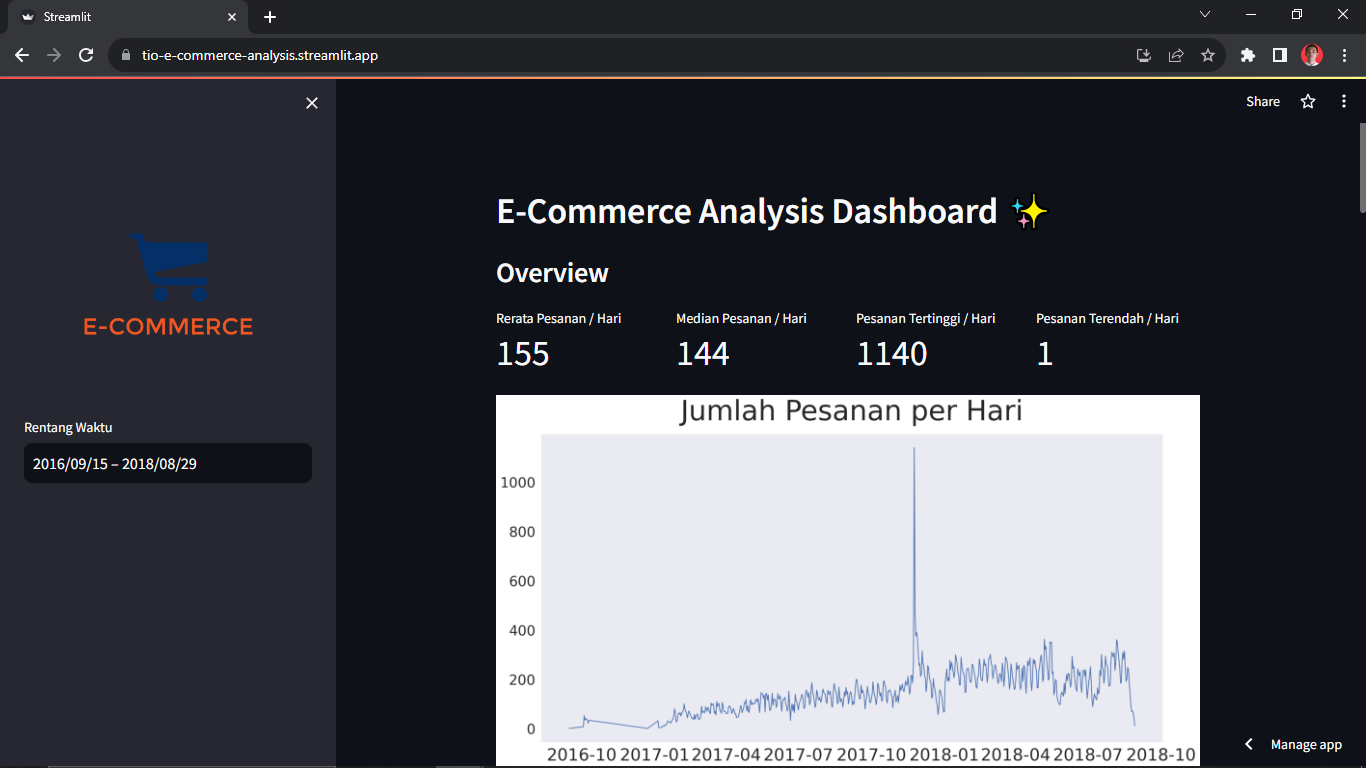 Streamlit
tio-e-commerce-analysis.streamlit.app
Share
E-COMMERCE
Rentang Waktu
2016/09/15 – 2018/08/29
E-Commerce Analysis Dashboard ✨
Overview
Rerata Pesanan / Hari Median Pesanan / Hari Pesanan Tertinggi / Hari Pesanan Terendah / Hari
155 144 1140 1
Jumlah Pesanan per Hari
1000
800
600
400
200
0
2016-10 2017-01 2017-04 2017-07 2017-10 2018-01 2018-04 2018-07 2018-10
Manage app